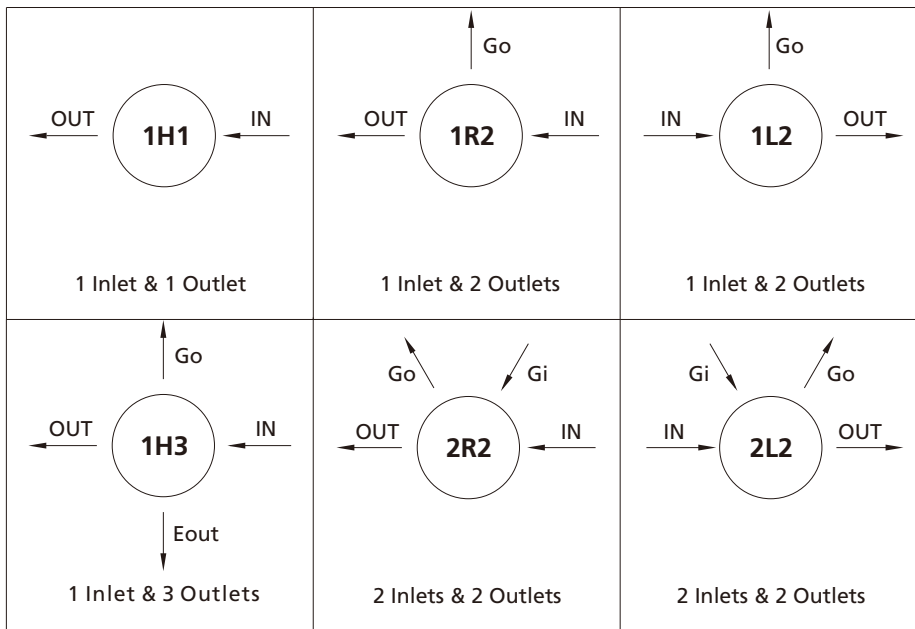 OUT
1H1
IN
1 Inlet & 1 Outlet
Go
OUT
1R2
IN
1 Inlet & 2 Outlets
Go
IN
1L2
OUT
1 Inlet & 2 Outlets
Go
OUT
1H3
IN
Eout
1 Inlet & 3 Outlets
Go
Gi
OUT
2R2
IN
2 Inlets & 2 Outlets
Gi
Go
IN
2L2
OUT
2 Inlets & 2 Outlets